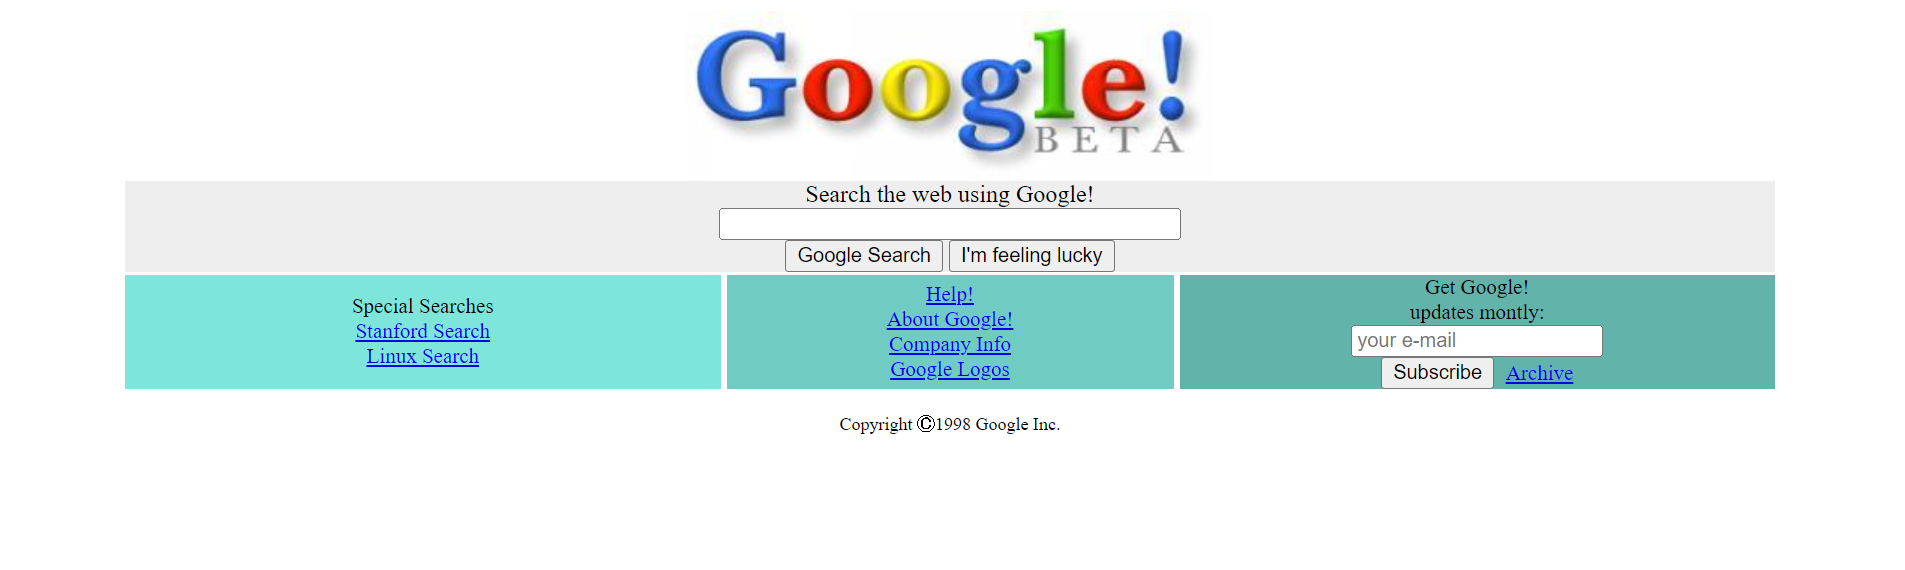 Google!
BETA
Search the web using Google!
Google Search I'm feeling lucky
Special Searches
Stanford Search
Linux Search
Help!
About Google!
Company Info
Google Logos
Get Google!
updates montly:
your e-mail
Subscribe Archive
Copyright ©1998 Google Inc.